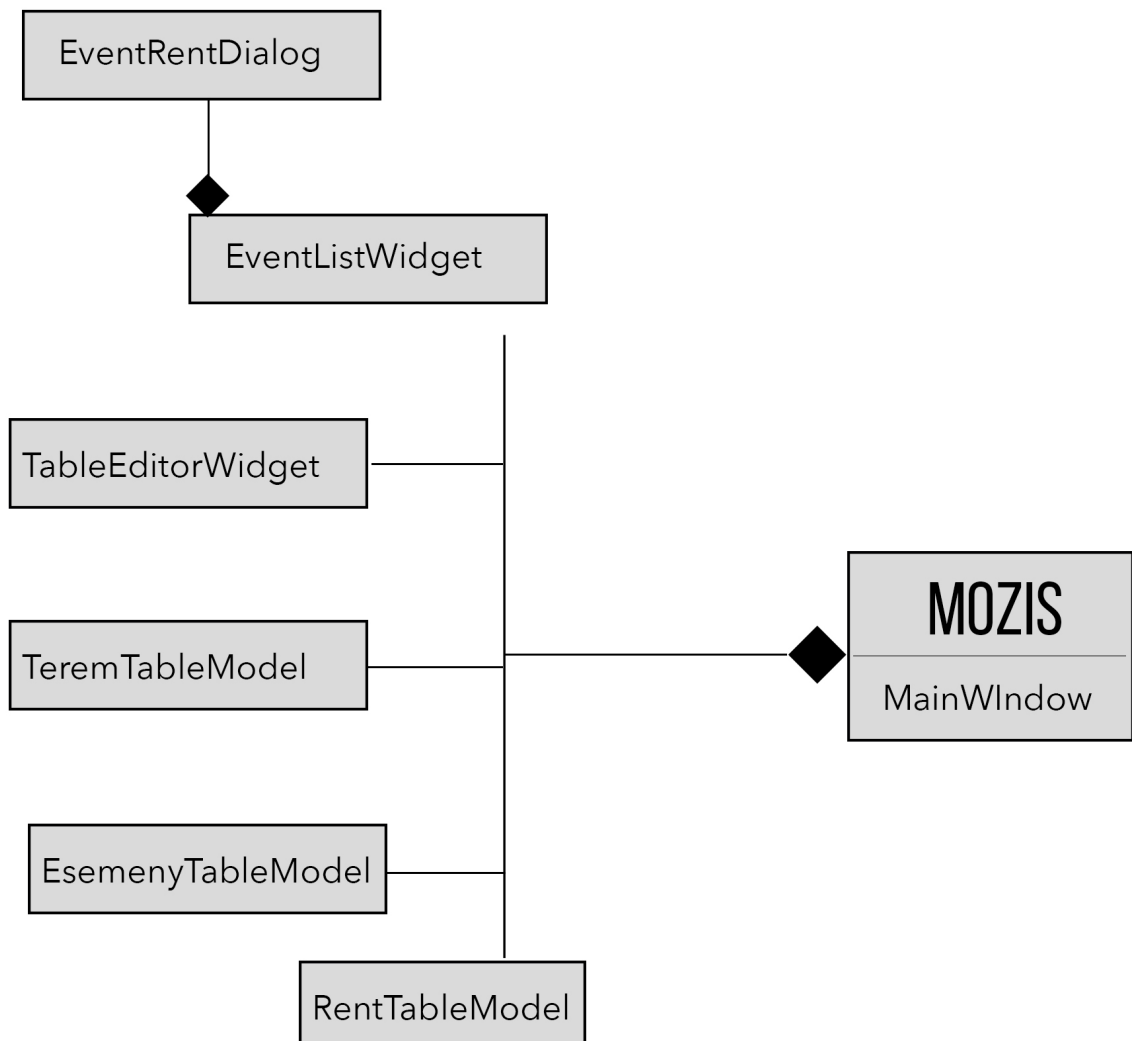 EventRentDialog
EventListWidget
TableEditorWidget
TeremTableModel
MOZIS
MainWIndow
EsemenyTableModel
RentTableModel